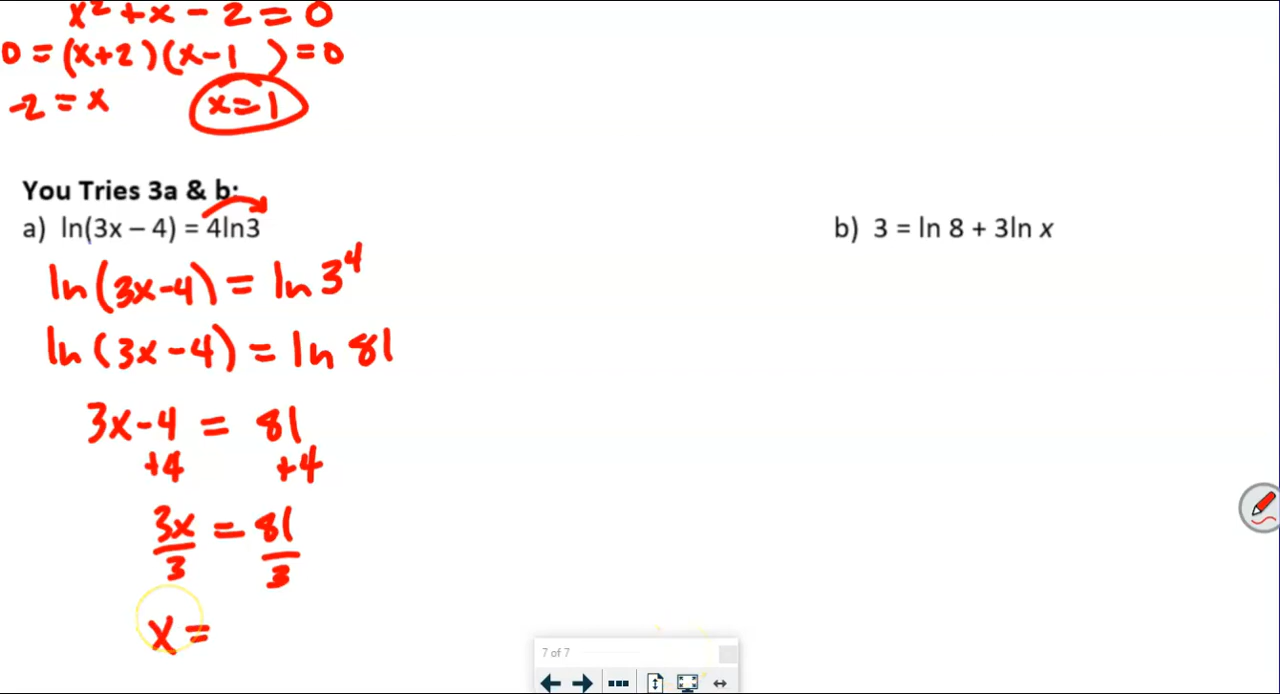 x² + x - 2 = 0
0 = (x+2)(x-1) = 0
-2 = x
x=1
You Tries 3a & b:
a) ln(3x – 4) = 4ln3
b) 3 = ln 8 + 3ln x
ln(3x-4) = ln 3⁴
ln(3x-4) = ln 81
3x-4 = 81
+4 +4
3x/3 = 81/3
x =
7 of 7